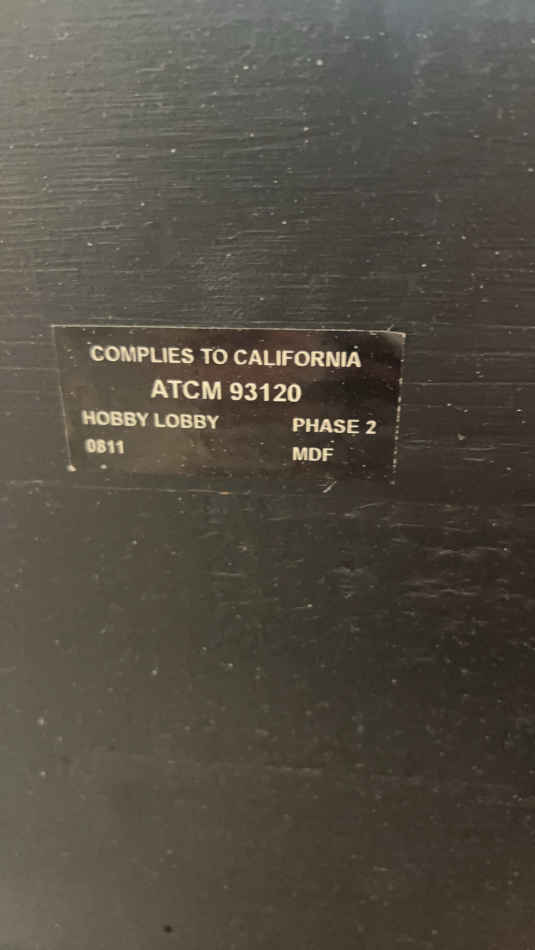 COMPLIES TO CALIFORNIA
ATCM 93120
HOBBY LOBBY PHASE 2
0811 MDF